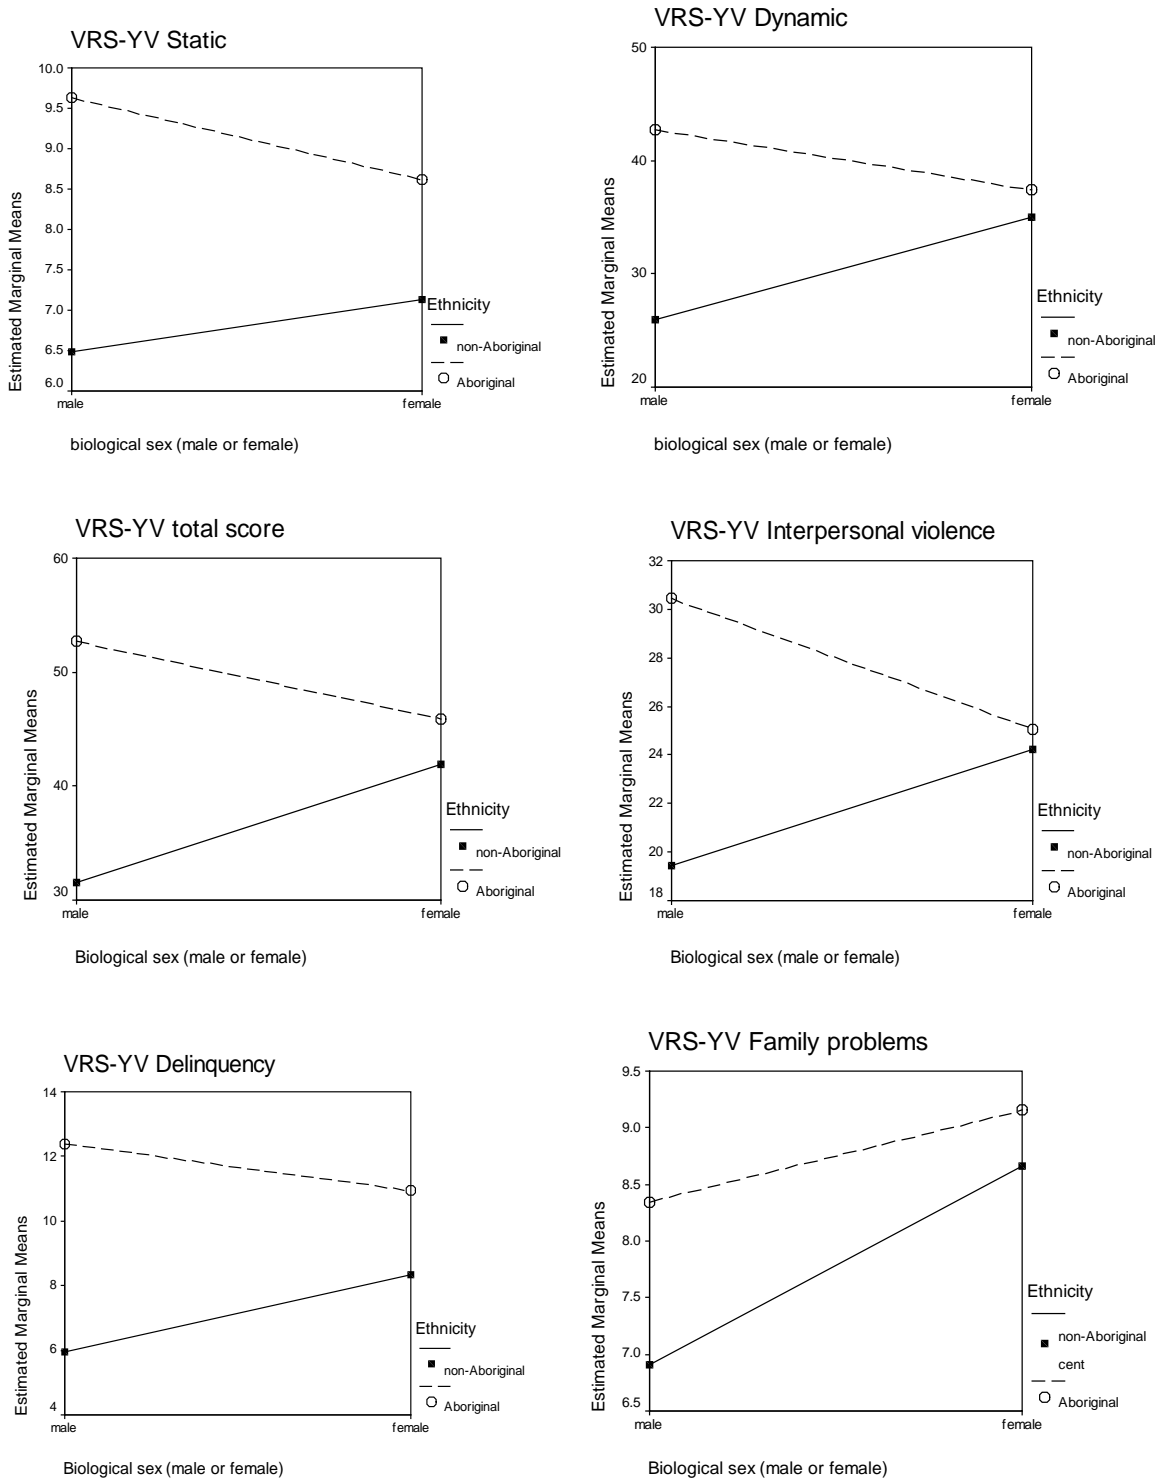 VRS-YV Static
Estimated Marginal Means
10.0
9.5
9.0
8.5
8.0
7.5
7.0
6.5
6.0
male
female
biological sex (male or female)
Ethnicity
non-Aboriginal
Aboriginal
VRS-YV Dynamic
Estimated Marginal Means
50
40
30
20
male
female
biological sex (male or female)
Ethnicity
non-Aboriginal
Aboriginal
VRS-YV total score
Estimated Marginal Means
60
50
40
30
male
female
Biological sex (male or female)
Ethnicity
non-Aboriginal
Aboriginal
VRS-YV Interpersonal violence
Estimated Marginal Means
32
30
28
26
24
22
20
18
male
female
Biological sex (male or female)
Ethnicity
non-Aboriginal
Aboriginal
VRS-YV Delinquency
Estimated Marginal Means
14
12
10
8
6
4
male
female
Biological sex (male or female)
Ethnicity
non-Aboriginal
Aboriginal
VRS-YV Family problems
Estimated Marginal Means
9.5
9.0
8.5
8.0
7.5
7.0
6.5
male
female
Biological sex (male or female)
Ethnicity
non-Aboriginal
cent
Aboriginal